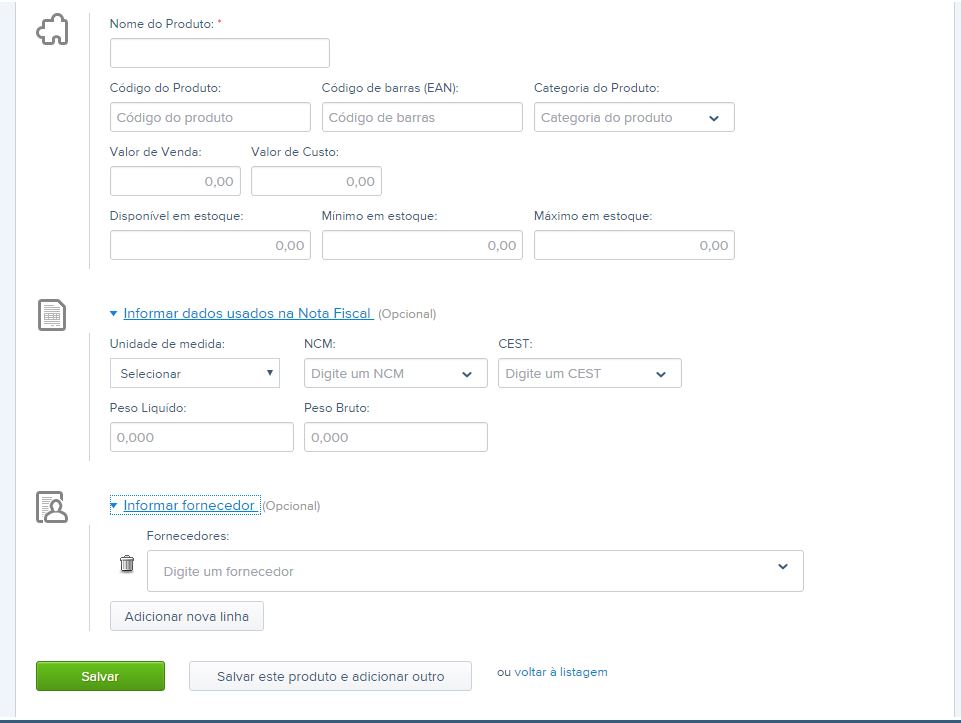 Nome do Produto: *
Código do Produto: Código de barras (EAN): Categoria do Produto:
Código do produto Código de barras Categoria do produto
Valor de Venda: Valor de Custo:
0,00 0,00
Disponível em estoque: Mínimo em estoque: Máximo em estoque:
0,00 0,00 0,00
Informar dados usados na Nota Fiscal (Opcional)
Unidade de medida: NCM: CEST:
Selecionar Digite um NCM Digite um CEST
Peso Liquído: Peso Bruto:
0,000 0,000
Informar fornecedor (Opcional)
Fornecedores:
Digite um fornecedor
Adicionar nova linha
Salvar Salvar este produto e adicionar outro ou voltar à listagem